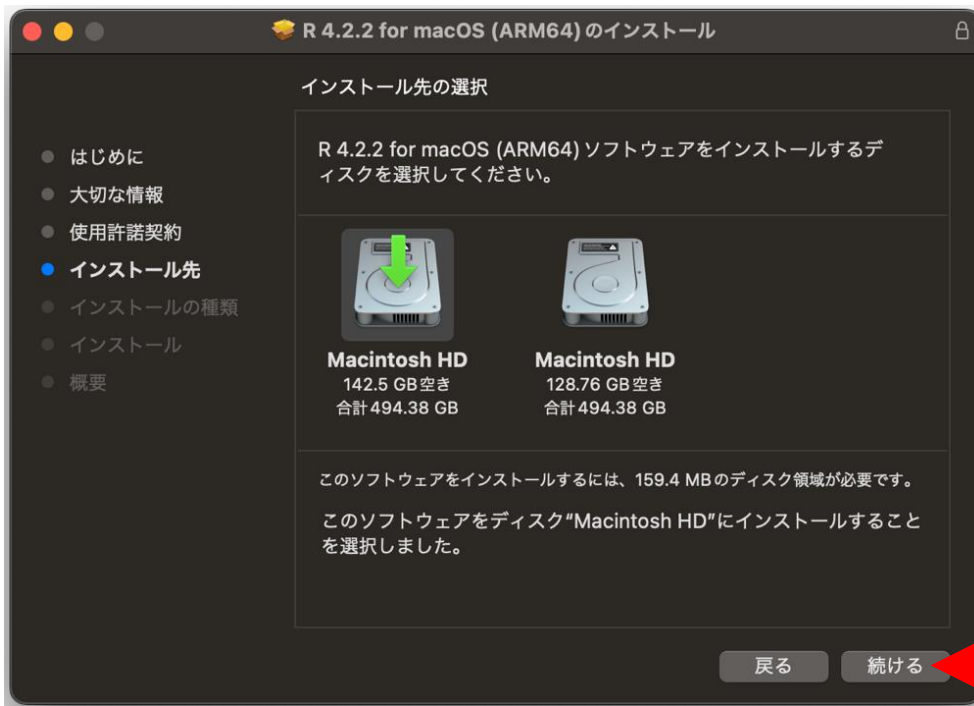 R 4.2.2 for macOS (ARM64)のインストール
インストール先の選択
はじめに
大切な情報
使用許諾契約
インストール先
インストールの種類
インストール
概要
R 4.2.2 for macOS (ARM64)ソフトウェアをインストールするデ
ィスクを選択してください。
Macintosh HD
142.5 GB空き
合計494.38 GB
Macintosh HD
128.76 GB空き
合計494.38 GB
このソフトウェアをインストールするには、159.4 MBのディスク領域が必要です。
このソフトウェアをディスク“Macintosh HD”にインストールすること
を選択しました。
戻る
続ける